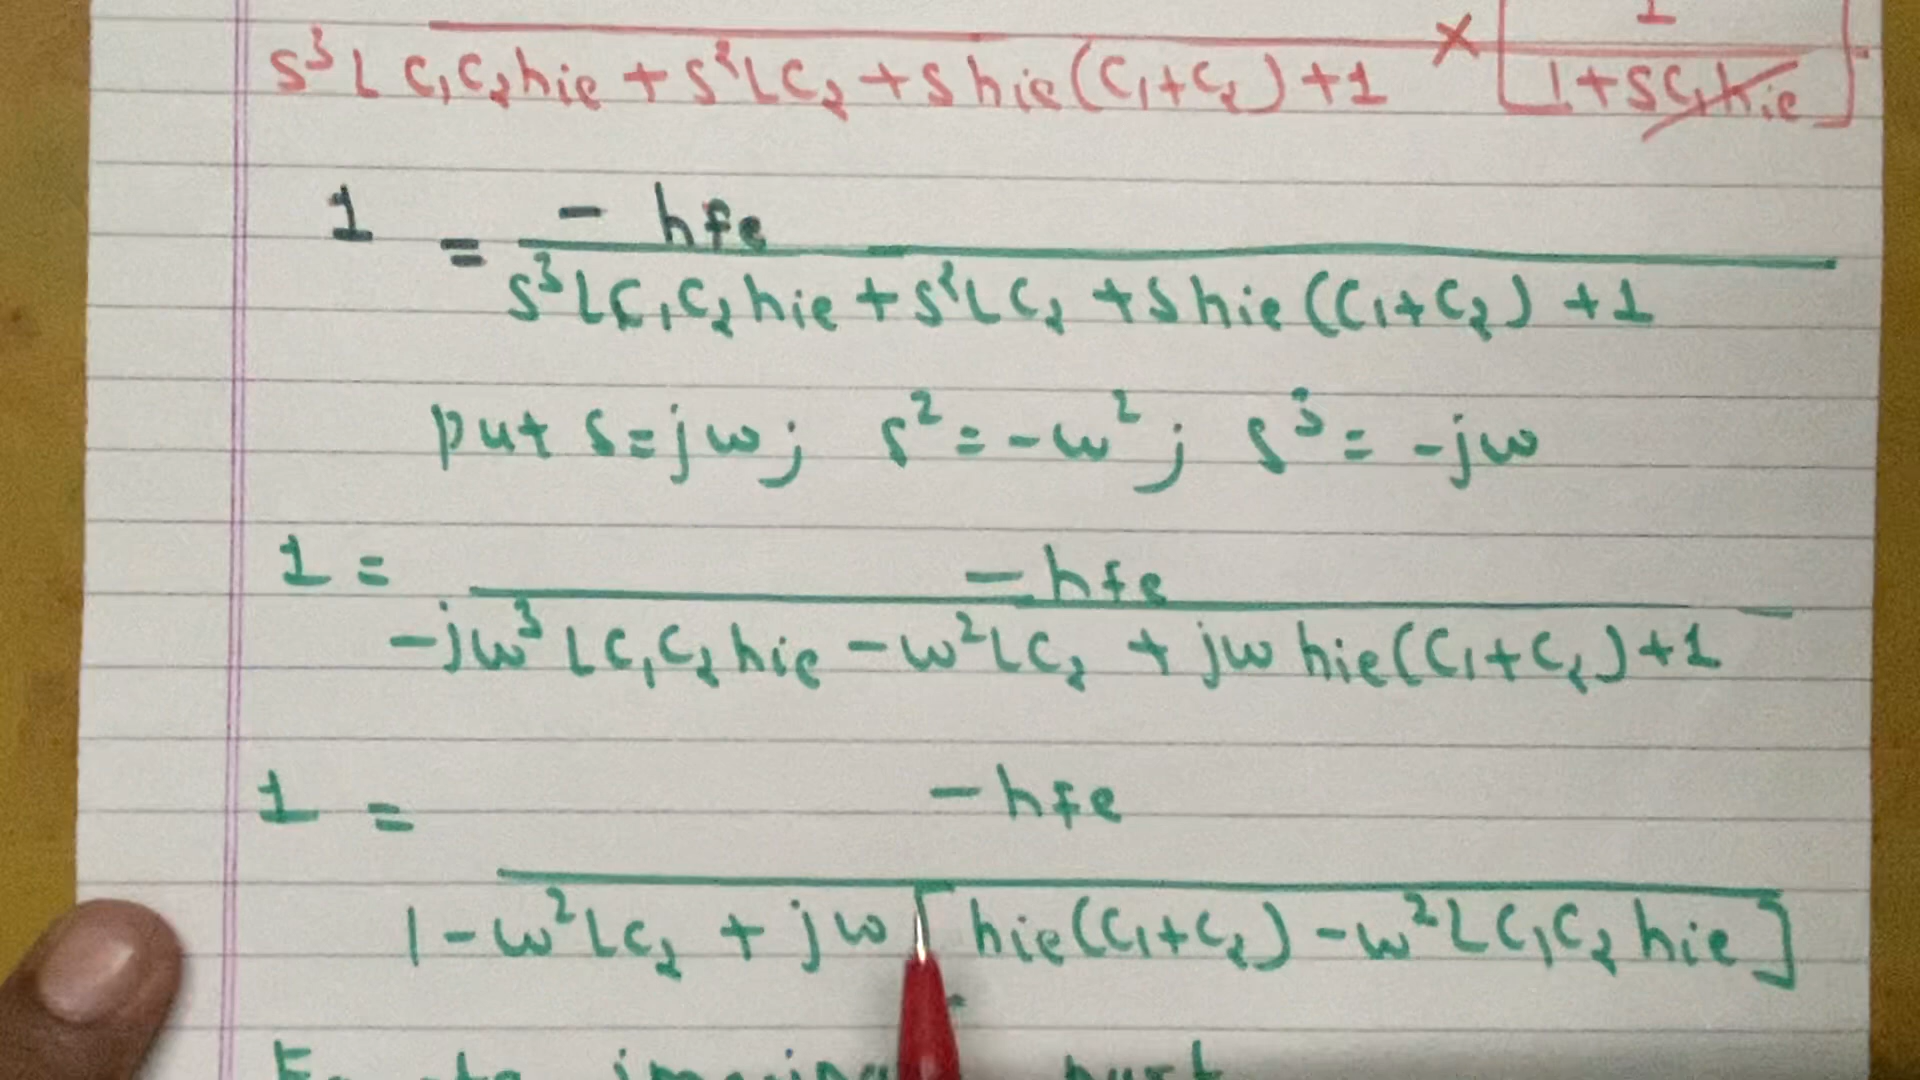 1
s³LC₁C₂hie + s²LC₂ + s hie(C₁+C₂) + 1 × [1+sC₁hie]
1 = - hfe
s³LC₁C₂hie + s²LC₂ + s hie(C₁+C₂) + 1
put s=jω; s²=-ω²; s³=-jω
1 = -hfe
-jω³LC₁C₂hie - ω²LC₂ + jω hie(C₁+C₂)+1
1 = -hfe
1-ω²LC₂ + jω[hie(C₁+C₂) - ω²LC₁C₂hie]
part